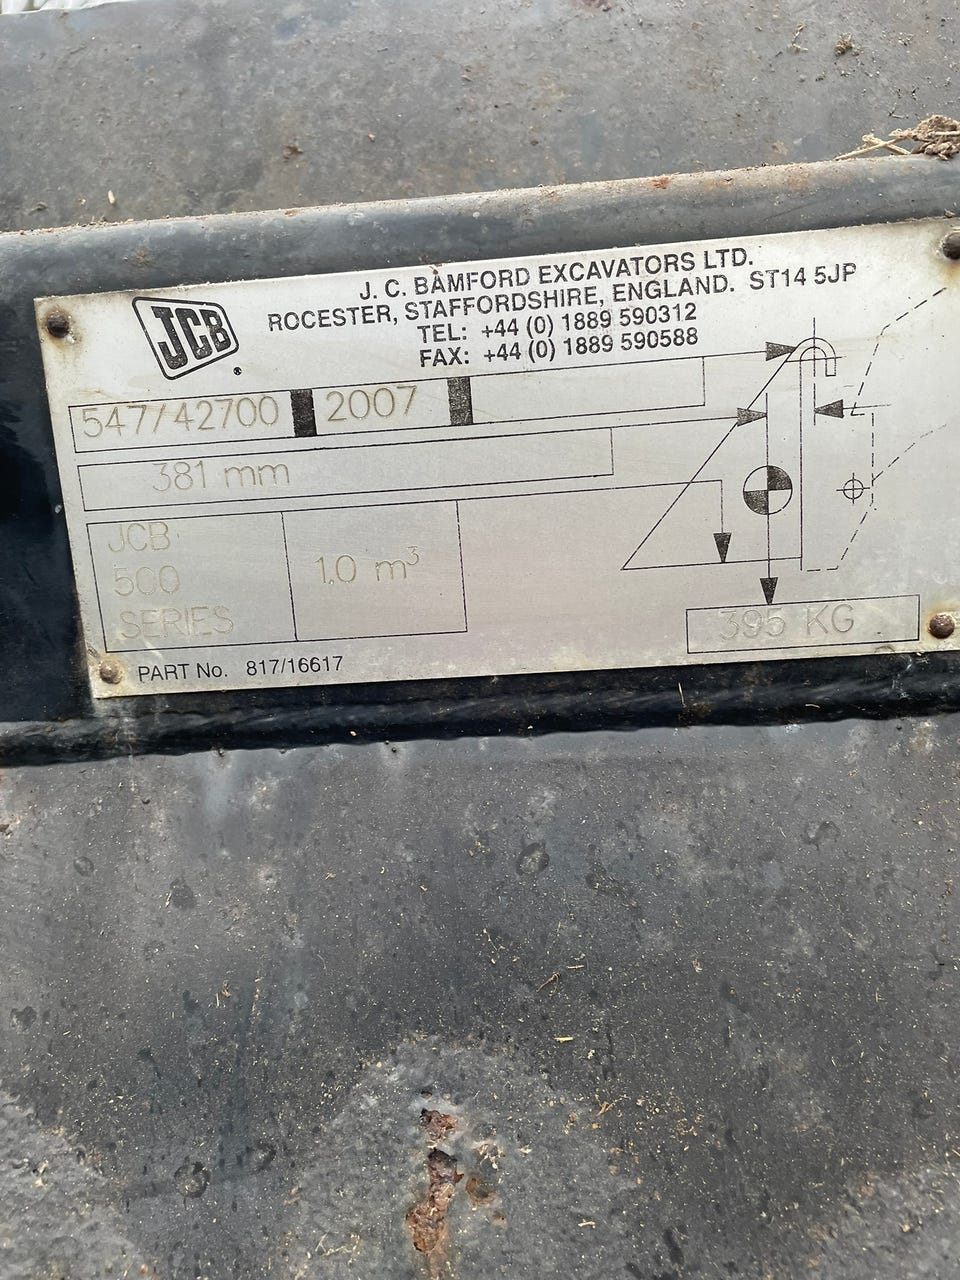 J. C. BAMFORD EXCAVATORS LTD.
ROCESTER, STAFFORDSHIRE, ENGLAND. ST14 5JP
TEL: +44 (0) 1889 590312
FAX: +44 (0) 1889 590588
JCB
547/42700 2007
381 mm
JCB
500
SERIES
1.0 m³
395 KG
PART No. 817/16617